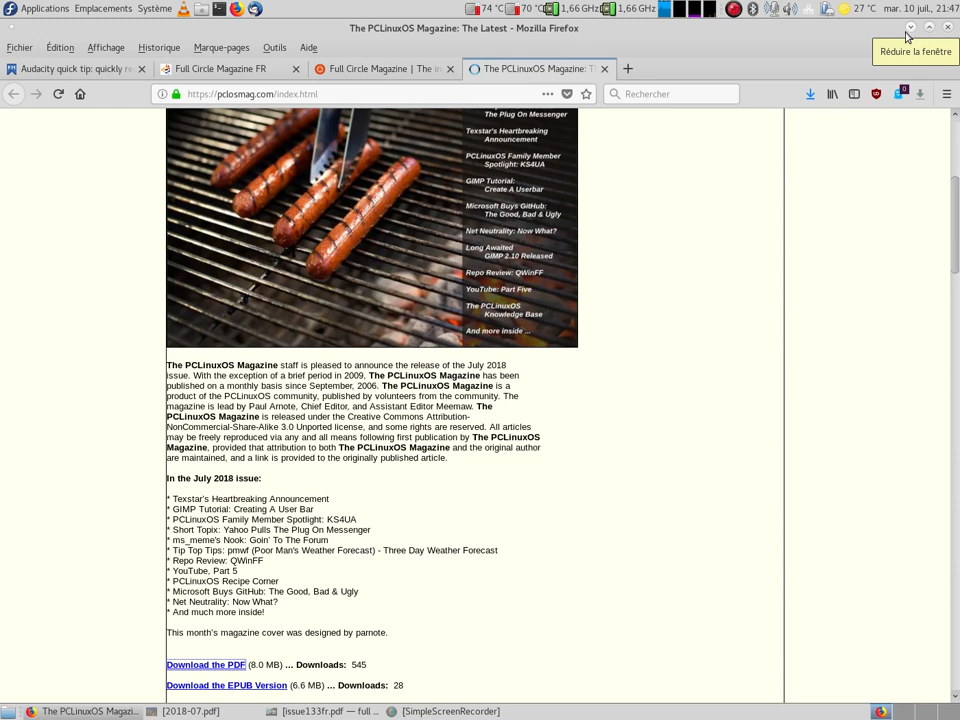 Applications Emplacements Système 74 °C 70 °C 1,66 GHz 1,66 GHz 27 °C mar. 10 juil., 21:47
The PCLinuxOS Magazine: The Latest - Mozilla Firefox
Réduire la fenêtre
Fichier Édition Affichage Historique Marque-pages Outils Aide
Audacity quick tip: quickly re Full Circle Magazine FR Full Circle Magazine | The in The PCLinuxOS Magazine: T
https://pclosmag.com/index.html Rechercher 0
The Plug On Messenger
Texstar's Heartbreaking
Announcement
PCLinuxOS Family Member
Spotlight: KS4UA
GIMP Tutorial:
Create A Userbar
Microsoft Buys GitHub:
The Good, Bad & Ugly
Net Neutrality: Now What?
Long Awaited
GIMP 2.10 Released
Repo Review: QWinFF
YouTube: Part Five
The PCLinuxOS
Knowledge Base
And more inside ...
The PCLinuxOS Magazine staff is pleased to announce the release of the July 2018
issue. With the exception of a brief period in 2009, The PCLinuxOS Magazine has been
published on a monthly basis since September, 2006. The PCLinuxOS Magazine is a
product of the PCLinuxOS community, published by volunteers from the community. The
magazine is lead by Paul Arnote, Chief Editor, and Assistant Editor Meemaw. The
PCLinuxOS Magazine is released under the Creative Commons Attribution-
NonCommercial-Share-Alike 3.0 Unported license, and some rights are reserved. All articles
may be freely reproduced via any and all means following first publication by The PCLinuxOS
Magazine, provided that attribution to both The PCLinuxOS Magazine and the original author
are maintained, and a link is provided to the originally published article.
In the July 2018 issue:
* Texstar's Heartbreaking Announcement
* GIMP Tutorial: Creating A User Bar
* PCLinuxOS Family Member Spotlight: KS4UA
* Short Topix: Yahoo Pulls The Plug On Messenger
* ms_meme's Nook: Goin' To The Forum
* Tip Top Tips: pmwf (Poor Man's Weather Forecast) - Three Day Weather Forecast
* Repo Review: QWinFF
* YouTube, Part 5
* PCLinuxOS Recipe Corner
* Microsoft Buys GitHub: The Good, Bad & Ugly
* Net Neutrality: Now What?
* And much more inside!
This month's magazine cover was designed by parnote.
Download the PDF (8.0 MB) ... Downloads: 545
Download the EPUB Version (6.6 MB) ... Downloads: 28
The PCLinuxOS Magazi... [2018-07.pdf] [issue133fr.pdf — full ... [SimpleScreenRecorder]